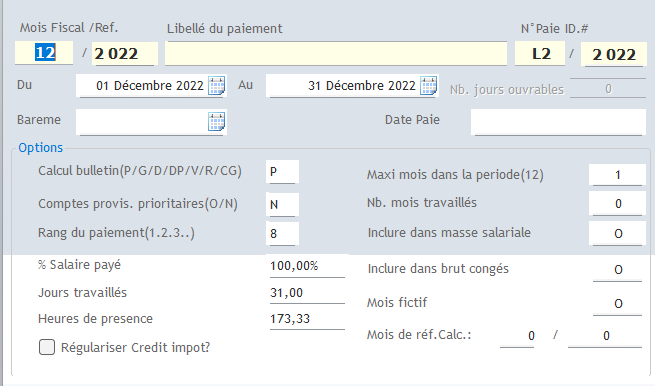 Mois Fiscal /Ref. Libellé du paiement N°Paie ID.#
12 / 2 022 L2 / 2 022
Du 01 Décembre 2022 Au 31 Décembre 2022 Nb. jours ouvrables 0
Bareme Date Paie
Options
Calcul bulletin(P/G/D/DP/V/R/CG) P Maxi mois dans la periode(12) 1
Comptes provis. prioritaires(O/N) N Nb. mois travaillés 0
Rang du paiement(1.2.3..) 8 Inclure dans masse salariale O
% Salaire payé 100,00% Inclure dans brut congés O
Jours travaillés 31,00 Mois fictif O
Heures de presence 173,33 Mois de réf.Calc.: 0 / 0
Régulariser Credit impot?